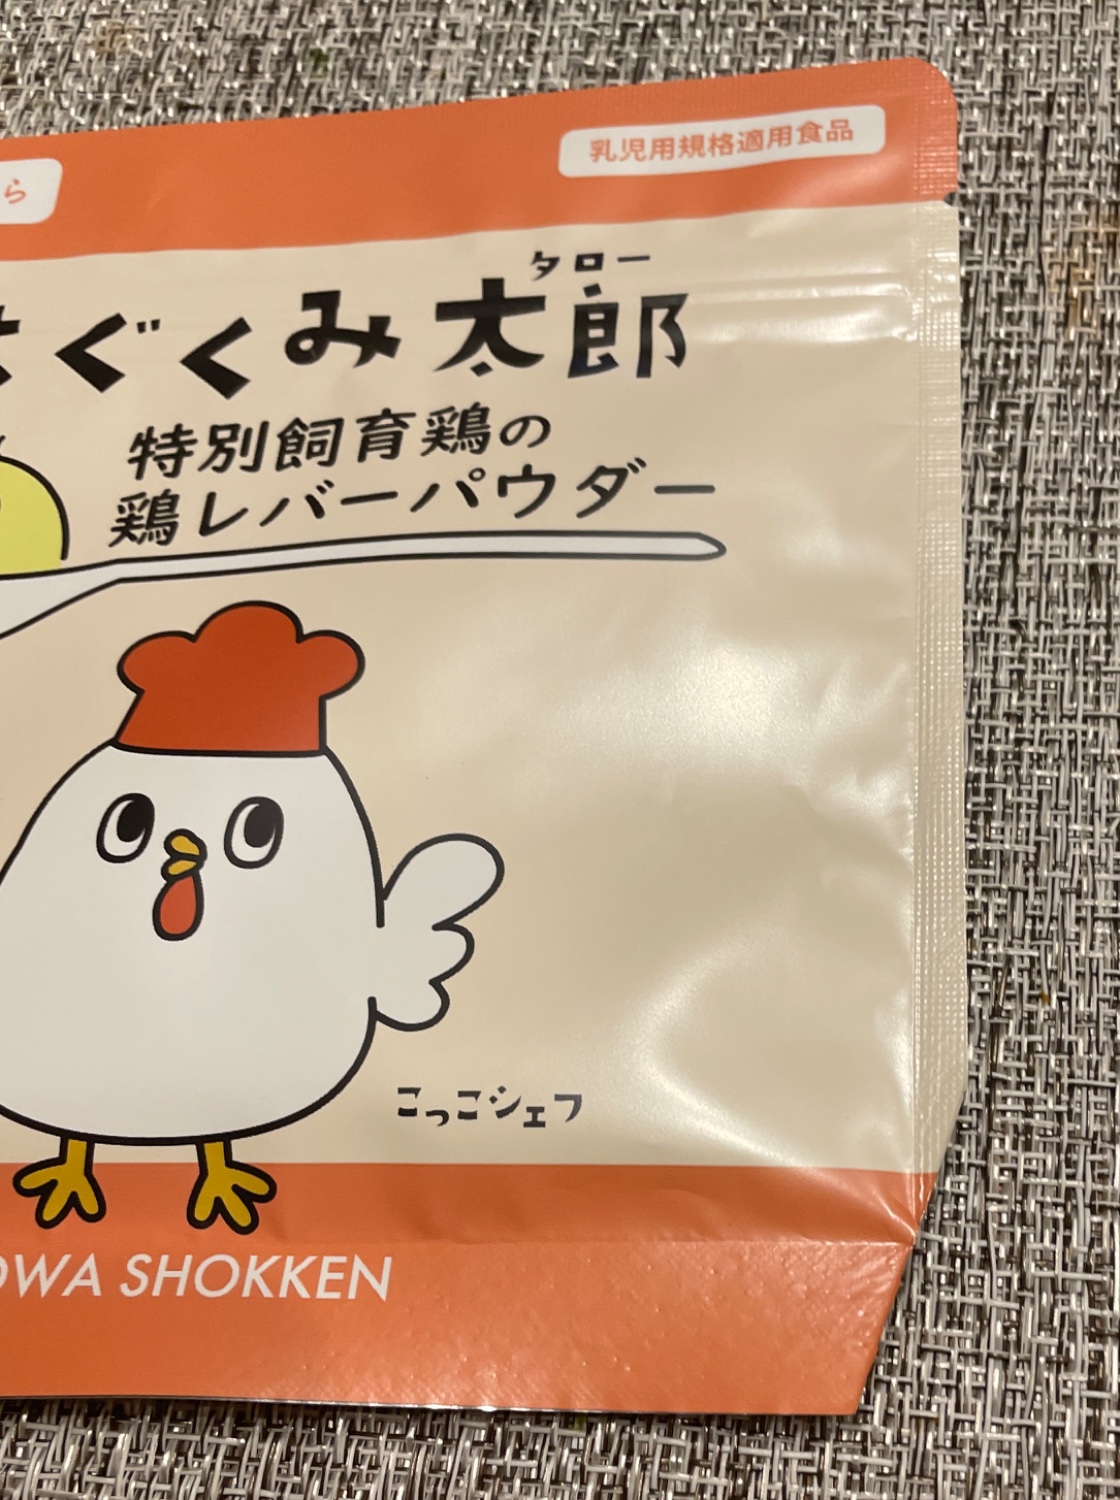 ら
乳児用規格適用食品
タロー
ぐくみ太郎
特別飼育鶏の
鶏レバーパウダー
こっこシェフ
OWA SHOKKEN